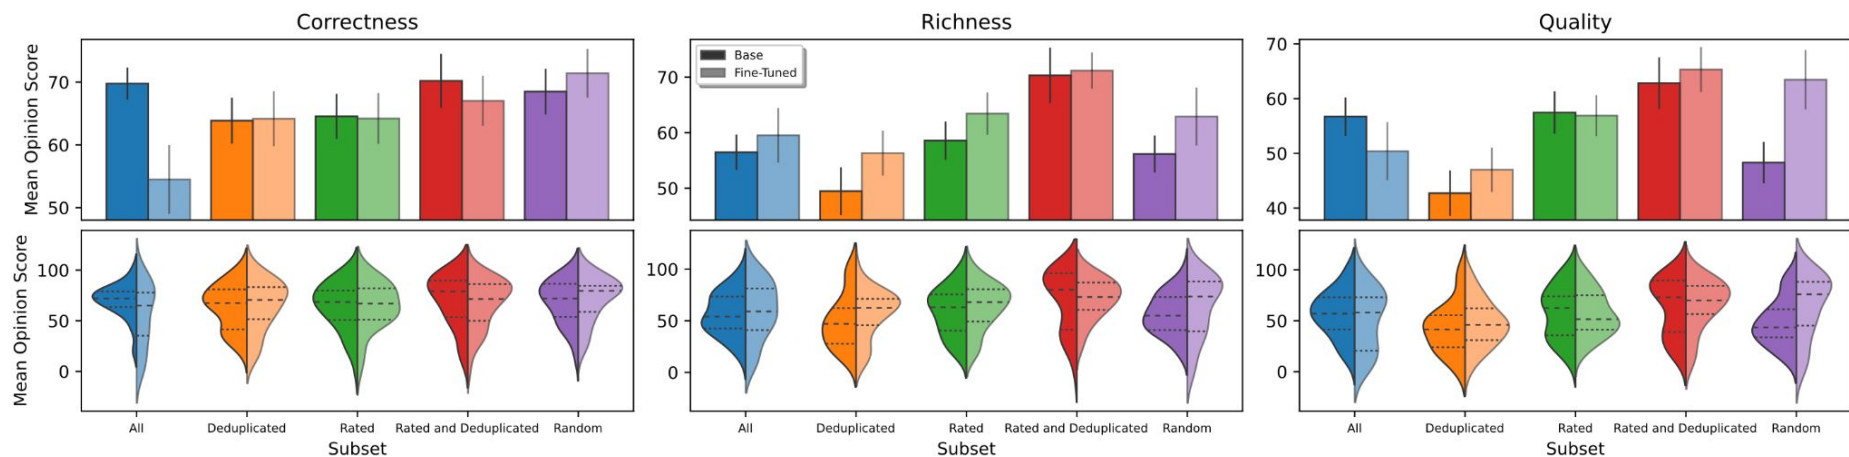 Correctness
Richness
Quality
Mean Opinion Score
70
60
50
Base
Fine-Tuned
70
60
50
70
60
50
40
Mean Opinion Score
100
50
0
100
50
0
100
50
0
All
Deduplicated
Rated
Rated and Deduplicated
Random
Subset
All
Deduplicated
Rated
Rated and Deduplicated
Random
Subset
All
Deduplicated
Rated
Rated and Deduplicated
Random
Subset